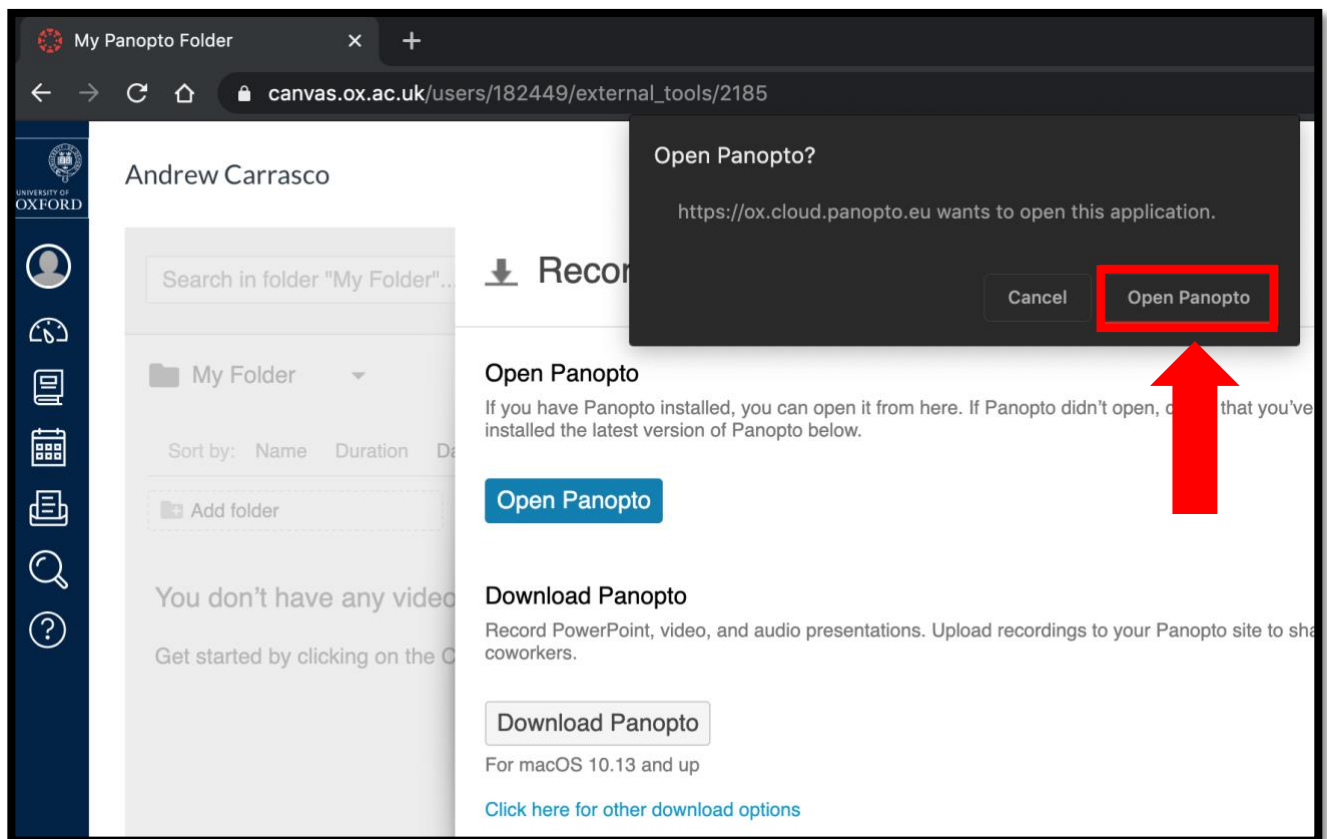 My Panopto Folder
canvas.ox.ac.uk/users/182449/external_tools/2185
UNIVERSITY OF
OXFORD
Andrew Carrasco
Open Panopto?
https://ox.cloud.panopto.eu wants to open this application.
Cancel
Open Panopto
Search in folder "My Folder"...
Recor
My Folder
Sort by: Name Duration Da
Add folder
You don't have any video
Get started by clicking on the C
Open Panopto
If you have Panopto installed, you can open it from here. If Panopto didn't open, that you've
installed the latest version of Panopto below.
Open Panopto
Download Panopto
Record PowerPoint, video, and audio presentations. Upload recordings to your Panopto site to sha
coworkers.
Download Panopto
For macOS 10.13 and up
Click here for other download options